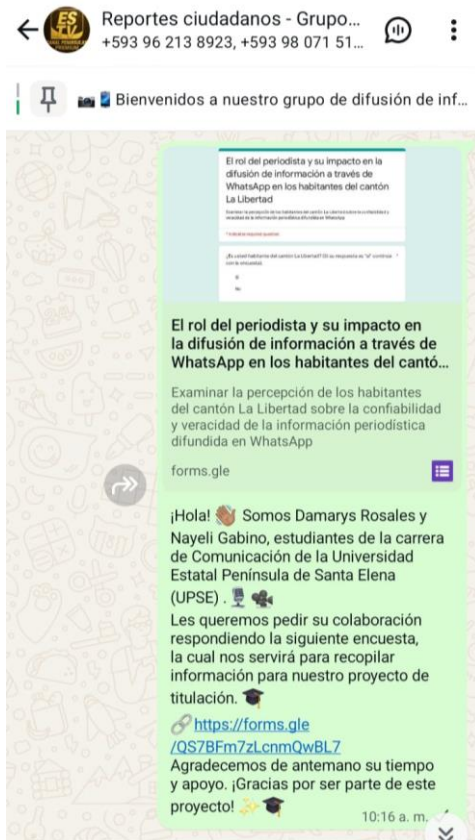 Reportes ciudadanos - Grupo...
+593 96 213 8923, +593 98 071 51...
ES
TV
Bienvenidos a nuestro grupo de difusión de inf...
El rol del periodista y su impacto en la
difusión de información a través de
WhatsApp en los habitantes del cantón
La Libertad
El rol del periodista y su impacto en
la difusión de información a través de
WhatsApp en los habitantes del cantó...
Examinar la percepción de los habitantes
del cantón La Libertad sobre la confiabilidad
y veracidad de la información periodística
difundida en WhatsApp
forms.gle
¡Hola! 👋🏽 Somos Damarys Rosales y
Nayeli Gabino, estudiantes de la carrera
de Comunicación de la Universidad
Estatal Península de Santa Elena
(UPSE) . 🎙️ 🎥
Les queremos pedir su colaboración
respondiendo la siguiente encuesta,
la cual nos servirá para recopilar
información para nuestro proyecto de
titulación. 🎓
🔗 https://forms.gle
/QS7BFm7zLcnmQwBL7
Agradecemos de antemano su tiempo
y apoyo. ¡Gracias por ser parte de este
proyecto! ✨ 🎓
10:16 a. m.